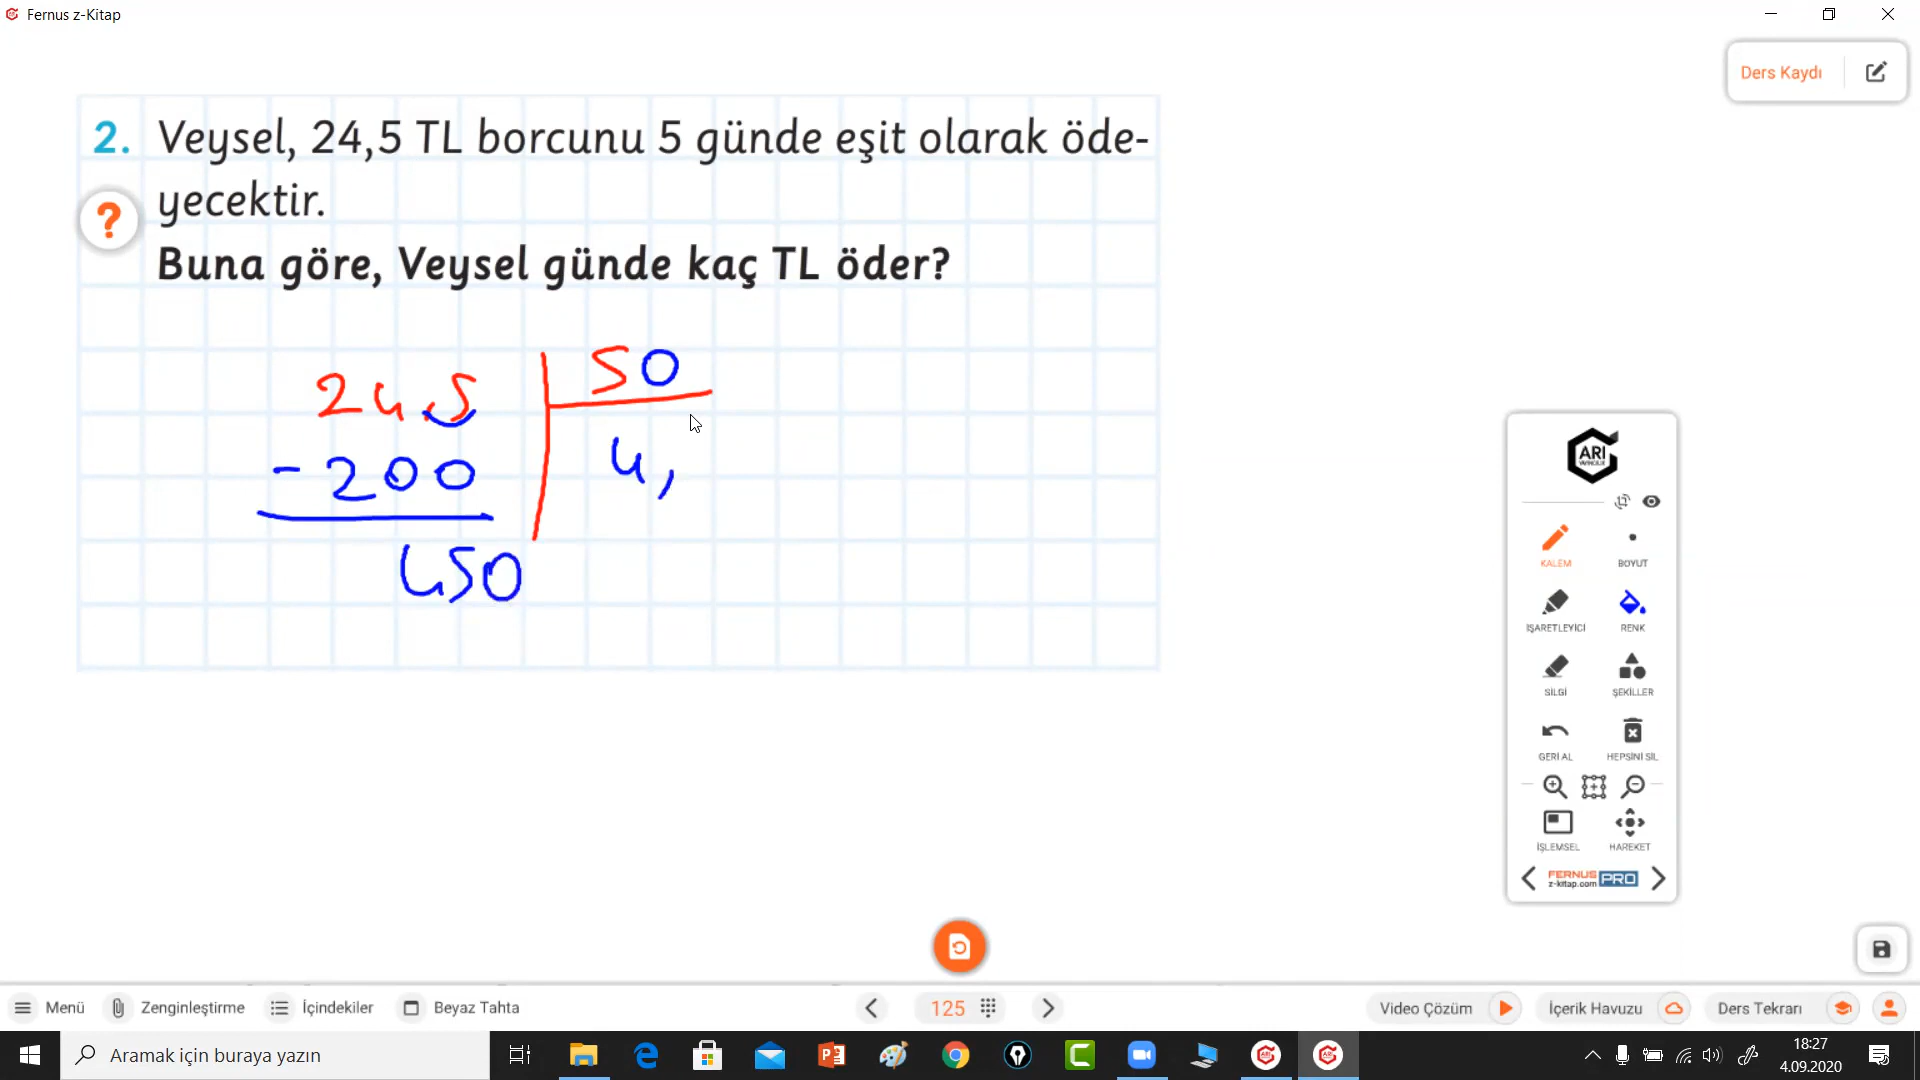 Fernus z-Kitap
Ders Kaydı
2. Veysel, 24,5 TL borcunu 5 günde eşit olarak öde-
yecektir.
?
Buna göre, Veysel günde kaç TL öder?
24,5 50
- 200 4,
450
ARI
YAYINCILIK
KALEM BOYUT
İŞARETLEYİCİ RENK
SİLGİ ŞEKİLLER
GERİ AL HEPSİNİ SİL
İŞLEMSEL HAREKET
FERNUS
z-kitap.com PRO
Menü Zenginleştirme İçindekiler Beyaz Tahta 125 Video Çözüm İçerik Havuzu Ders Tekrarı
Aramak için buraya yazın
18:27
4.09.2020